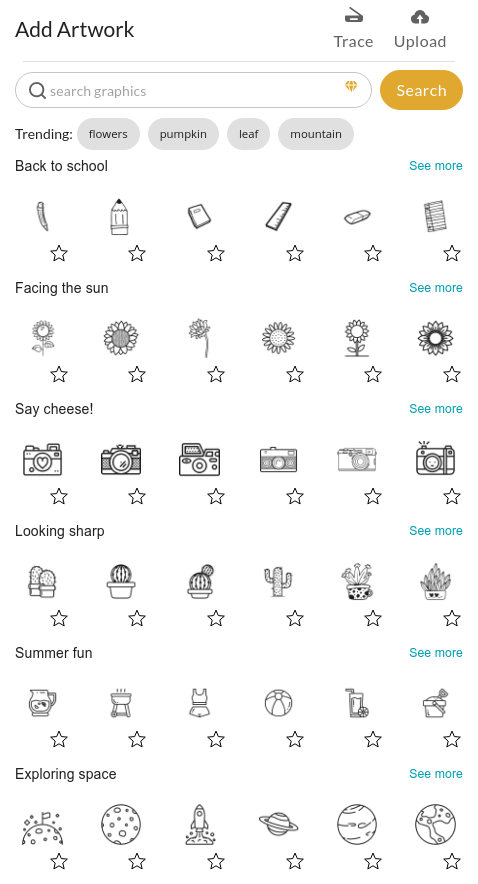 Add Artwork
Trace
Upload
search graphics
Search
Trending: flowers pumpkin leaf mountain
Back to school See more
Facing the sun See more
Say cheese! See more
Looking sharp See more
Summer fun See more
Exploring space See more